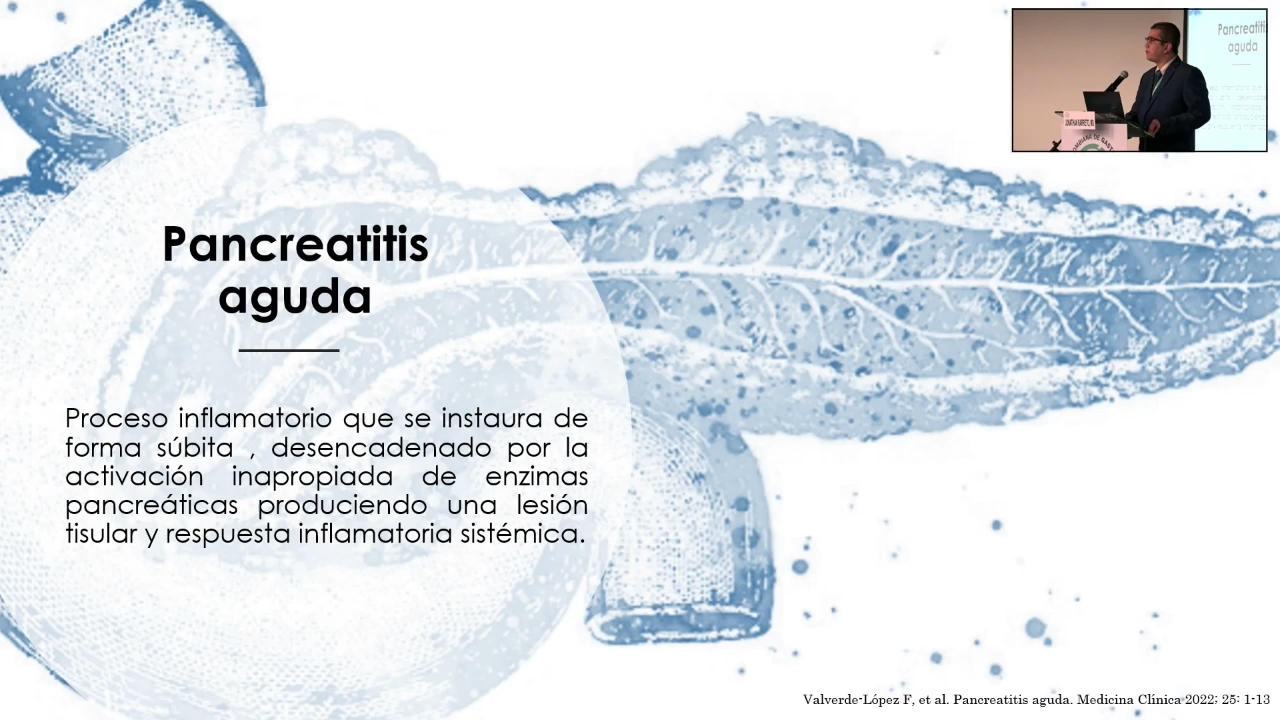 Pancreatitis
aguda
Proceso inflamatorio que se instaura de
forma súbita , desencadenado por la
activación inapropiada de enzimas
pancreáticas produciendo una lesión
tisular y respuesta inflamatoria sistémica.
Valverde-López F, et al. Pancreatitis aguda. Medicina Clínica 2022; 25: 1-13
Pancreatitis
aguda